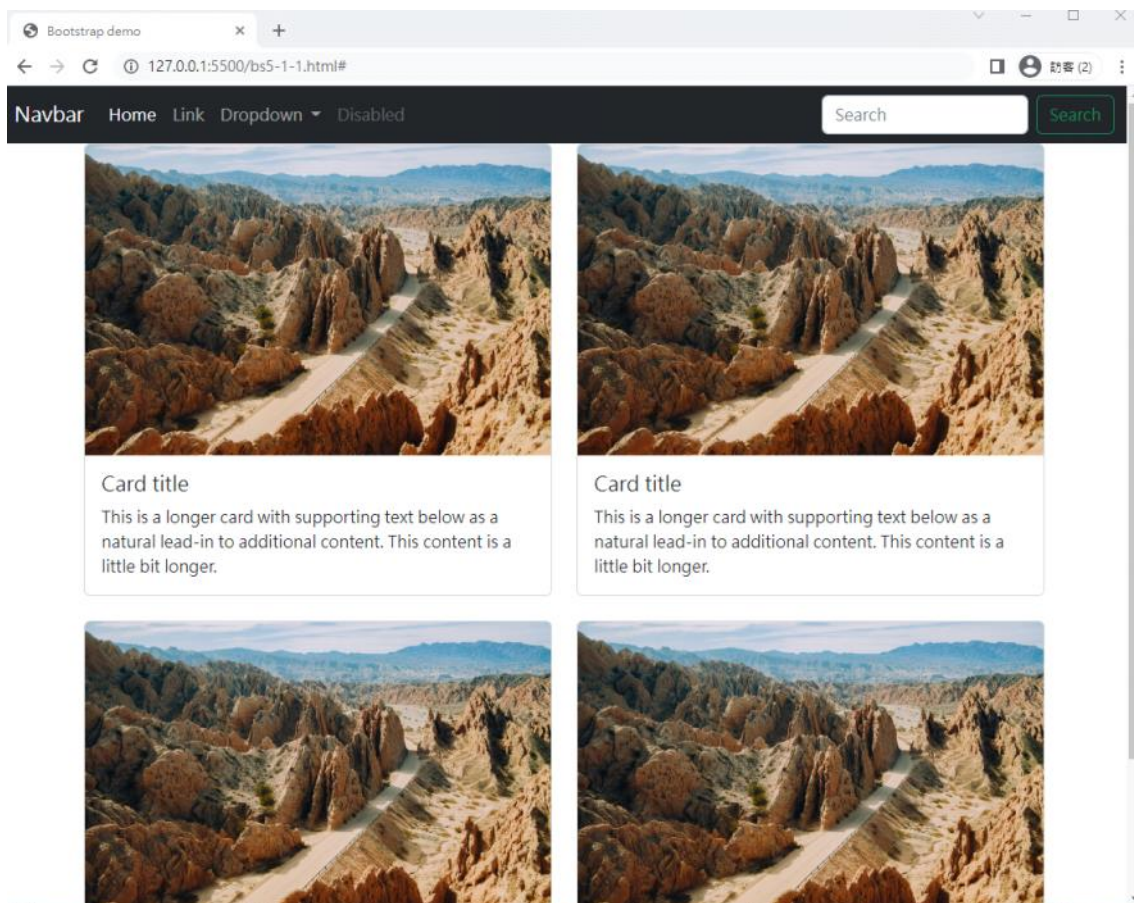 Bootstrap demo
127.0.0.1:5500/bs5-1-1.html#
訪客 (2)
Navbar Home Link Dropdown Disabled Search Search
Card title
This is a longer card with supporting text below as a
natural lead-in to additional content. This content is a
little bit longer.
Card title
This is a longer card with supporting text below as a
natural lead-in to additional content. This content is a
little bit longer.